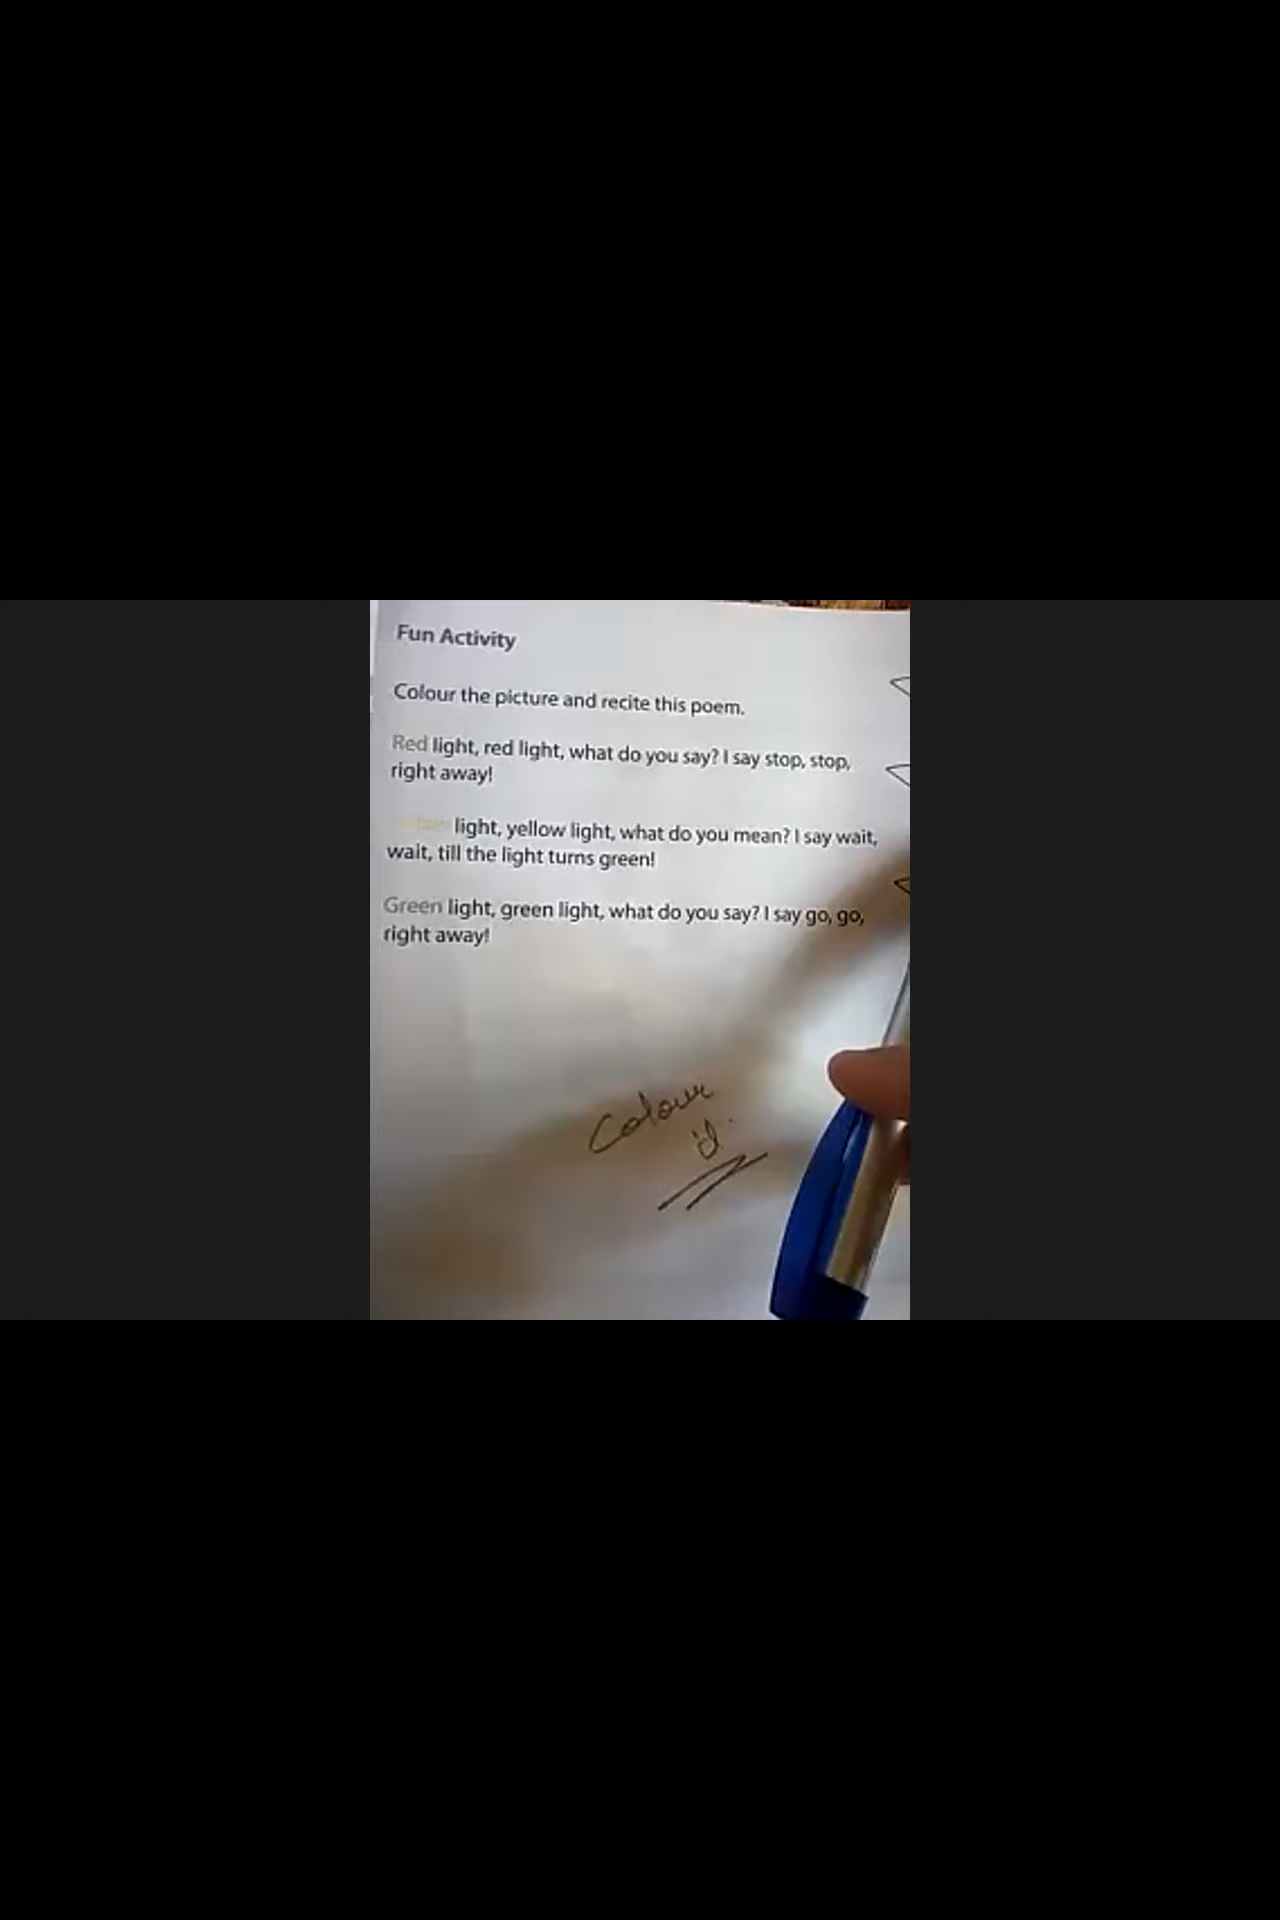 Fun Activity
Colour the picture and recite this poem.
Red light, red light, what do you say? I say stop, stop,
right away!
Yellow light, yellow light, what do you mean? I say wait,
wait, till the light turns green!
Green light, green light, what do you say? I say go, go,
right away!
Colour
it.